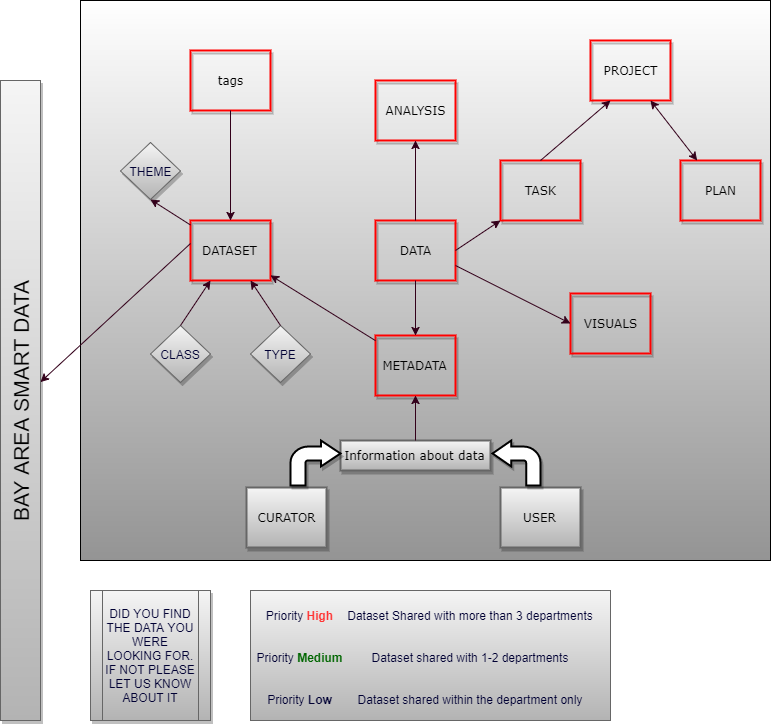 PROJECT
tags
ANALYSIS
THEME
TASK
PLAN
DATASET
DATA
VISUALS
CLASS
TYPE
METADATA
BAY AREA SMART DATA
Information about data
CURATOR
USER
DID YOU FIND
THE DATA YOU
WERE
LOOKING FOR.
IF NOT PLEASE
LET US KNOW
ABOUT IT
Priority High Dataset Shared with more than 3 departments
Priority Medium Dataset shared with 1-2 departments
Priority Low Dataset shared within the department only